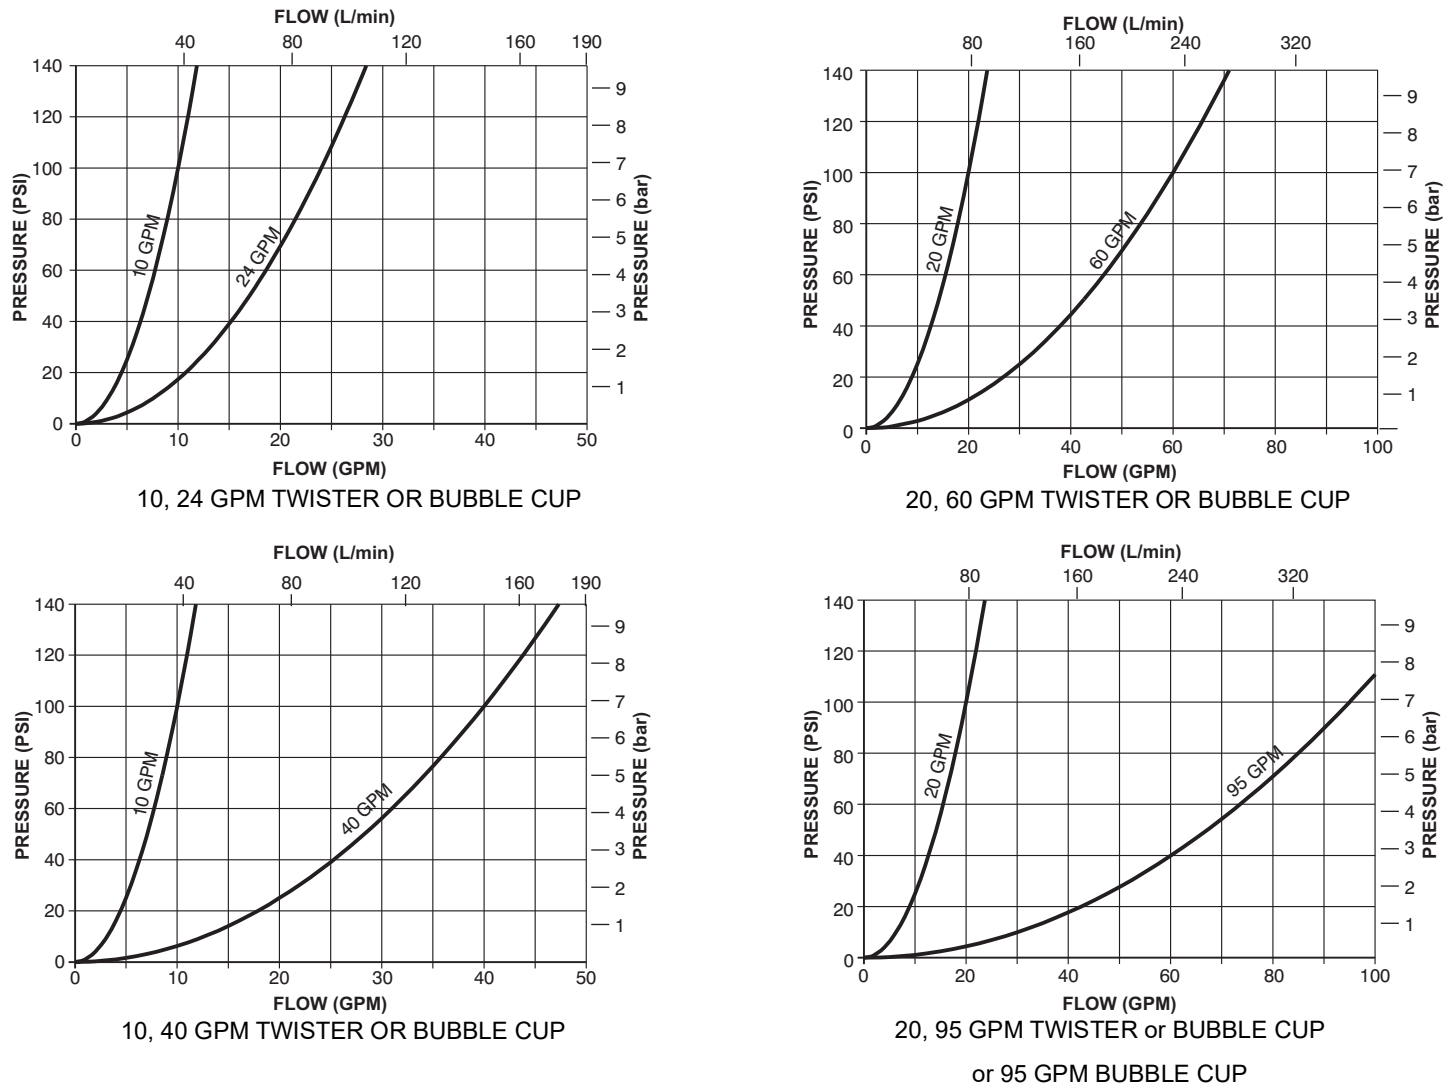 FLOW (L/min)
40 80 120 160 190
140
120
100
80
60
40
20
0
PRESSURE (PSI)
10 GPM
24 GPM
9
8
7
6
5
4
3
2
1
PRESSURE (bar)
0 10 20 30 40 50
FLOW (GPM)
10, 24 GPM TWISTER OR BUBBLE CUP
FLOW (L/min)
80 160 240 320
140
120
100
80
60
40
20
0
PRESSURE (PSI)
20 GPM
60 GPM
9
8
7
6
5
4
3
2
1
PRESSURE (bar)
0 20 40 60 80 100
FLOW (GPM)
20, 60 GPM TWISTER OR BUBBLE CUP
FLOW (L/min)
40 80 120 160 190
140
120
100
80
60
40
20
0
PRESSURE (PSI)
10 GPM
40 GPM
9
8
7
6
5
4
3
2
1
PRESSURE (bar)
0 10 20 30 40 50
FLOW (GPM)
10, 40 GPM TWISTER OR BUBBLE CUP
FLOW (L/min)
80 160 240 320
140
120
100
80
60
40
20
0
PRESSURE (PSI)
20 GPM
95 GPM
9
8
7
6
5
4
3
2
1
PRESSURE (bar)
0 20 40 60 80 100
FLOW (GPM)
20, 95 GPM TWISTER or BUBBLE CUP
or 95 GPM BUBBLE CUP